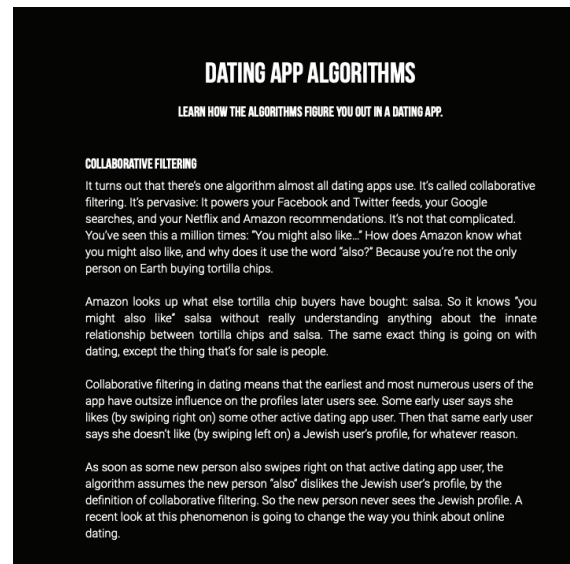 DATING APP ALGORITHMS
LEARN HOW THE ALGORITHMS FIGURE YOU OUT IN A DATING APP.
COLLABORATIVE FILTERING
It turns out that there's one algorithm almost all dating apps use. It's called collaborative
filtering. It's pervasive: It powers your Facebook and Twitter feeds, your Google
searches, and your Netflix and Amazon recommendations. It's not that complicated.
You've seen this a million times: "You might also like…" How does Amazon know what
you might also like, and why does it use the word "also?" Because you're not the only
person on Earth buying tortilla chips.
Amazon looks up what else tortilla chip buyers have bought: salsa. So it knows "you
might also like" salsa without really understanding anything about the innate
relationship between tortilla chips and salsa. The same exact thing is going on with
dating, except the thing that's for sale is people.
Collaborative filtering in dating means that the earliest and most numerous users of the
app have outsize influence on the profiles later users see. Some early user says she
likes (by swiping right on) some other active dating app user. Then that same early user
says she doesn't like (by swiping left on) a Jewish user's profile, for whatever reason.
As soon as some new person also swipes right on that active dating app user, the
algorithm assumes the new person "also" dislikes the Jewish user's profile, by the
definition of collaborative filtering. So the new person never sees the Jewish profile. A
recent look at this phenomenon is going to change the way you think about online
dating.